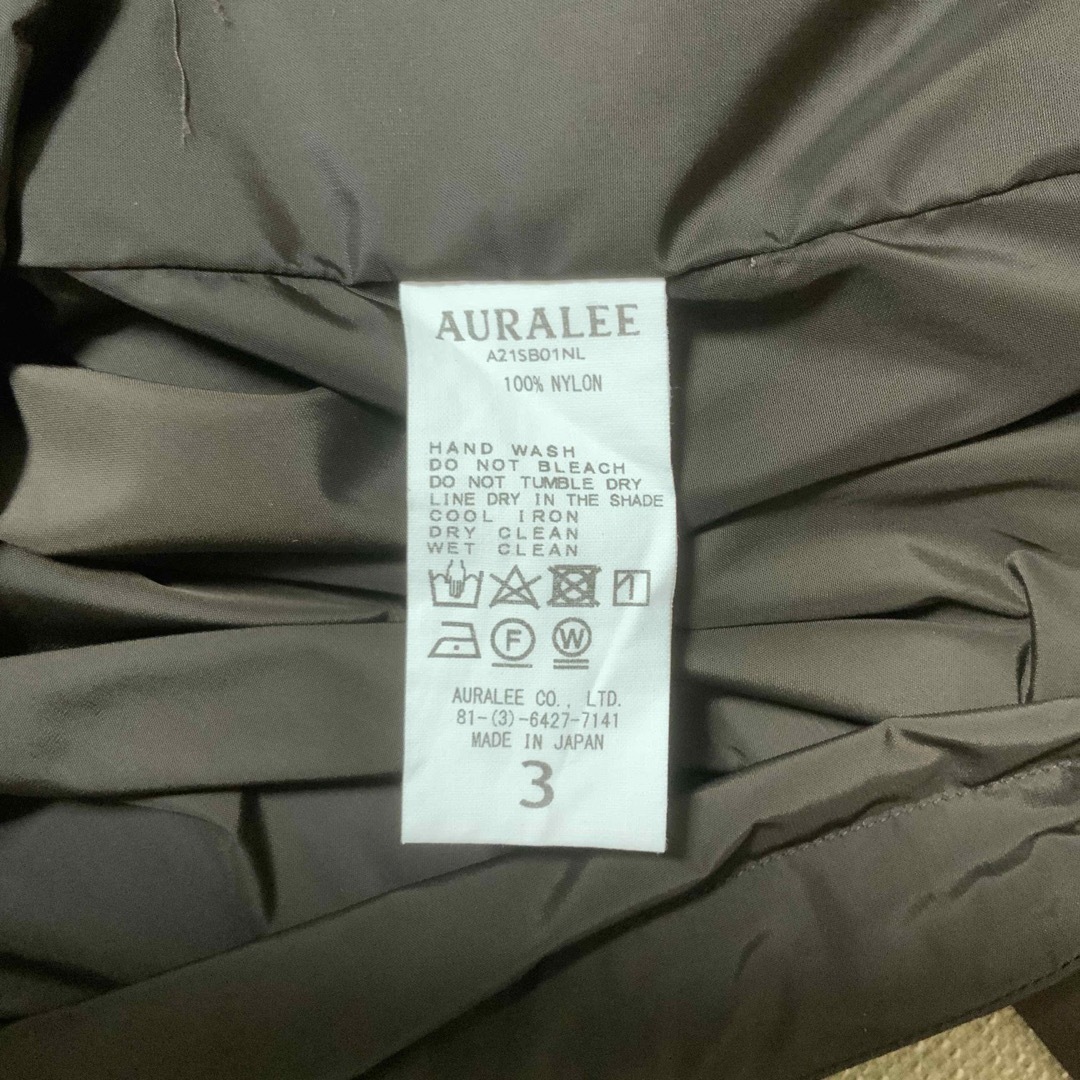 AURALEE
A21SB01NL
100% NYLON
HAND WASH
DO NOT BLEACH
DO NOT TUMBLE DRY
LINE DRY IN THE SHADE
COOL IRON
DRY CLEAN
WET CLEAN
F W
AURALEE CO., LTD.
81-(3)-6427-7141
MADE IN JAPAN
3